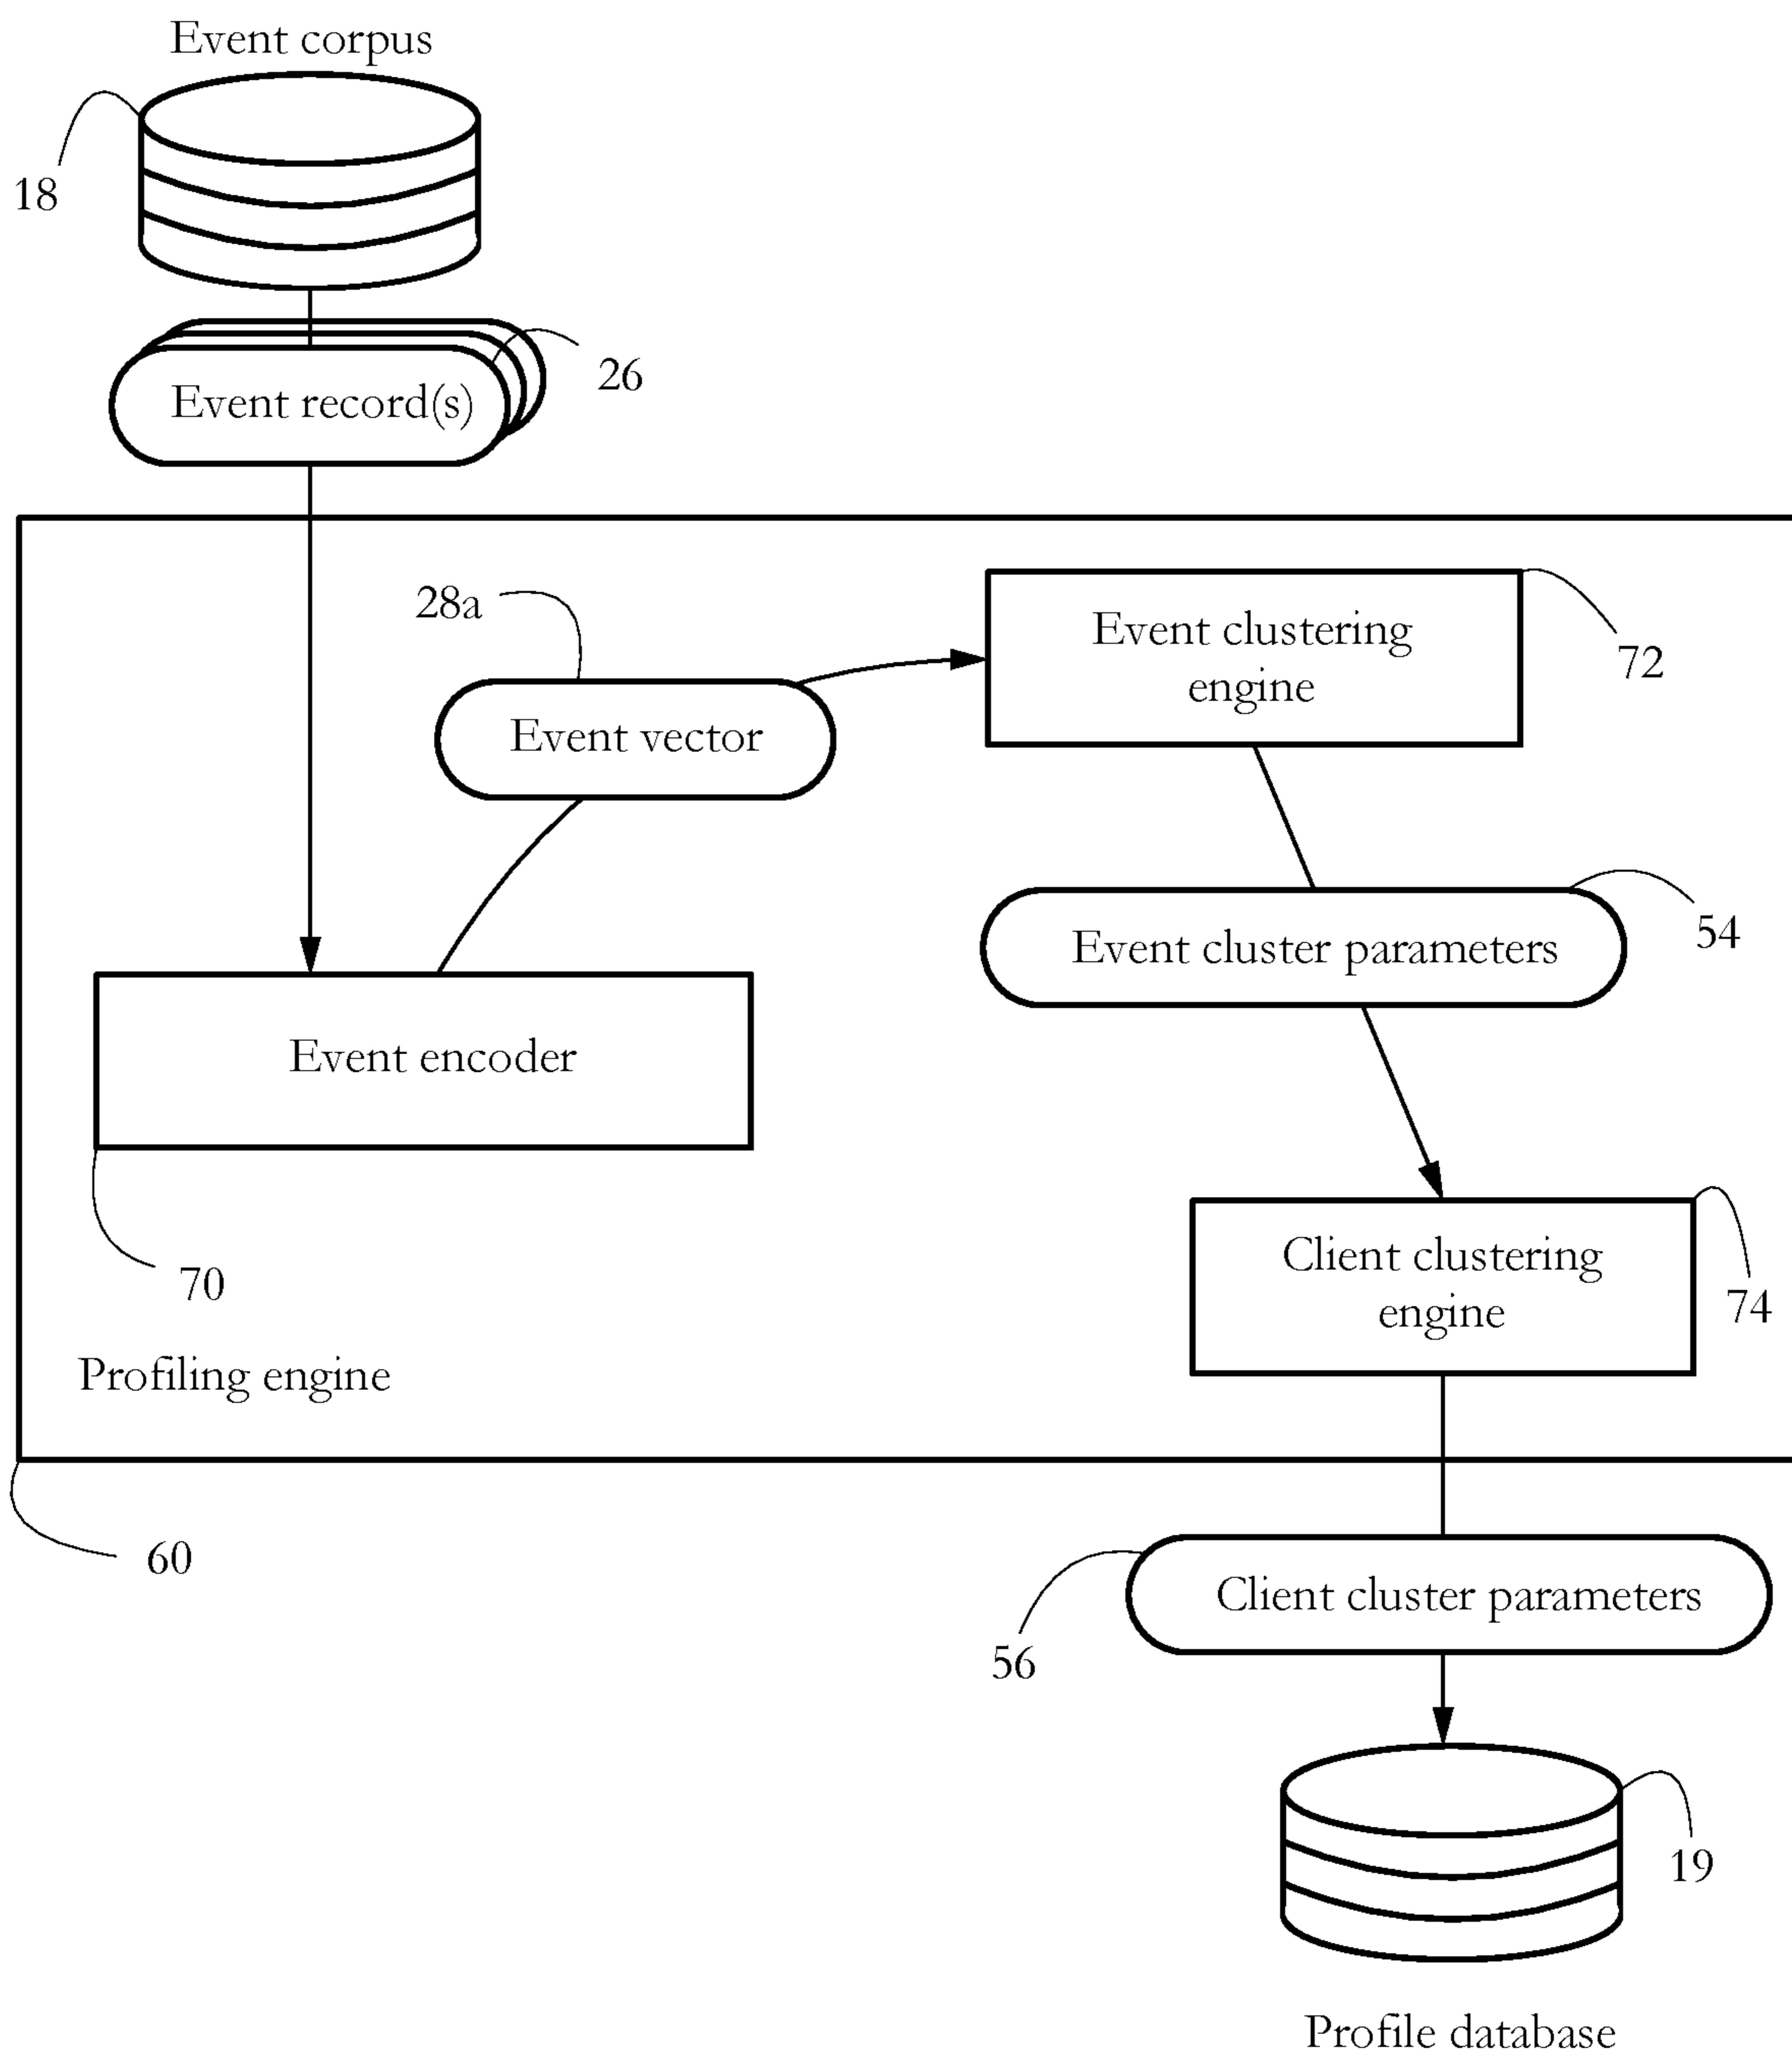 Event corpus
18
26
Event record(s)
28a
Event clustering
engine
72
Event vector
54
Event cluster parameters
Event encoder
Client clustering
engine
70
74
Profiling engine
60
Client cluster parameters
56
19
Profile database